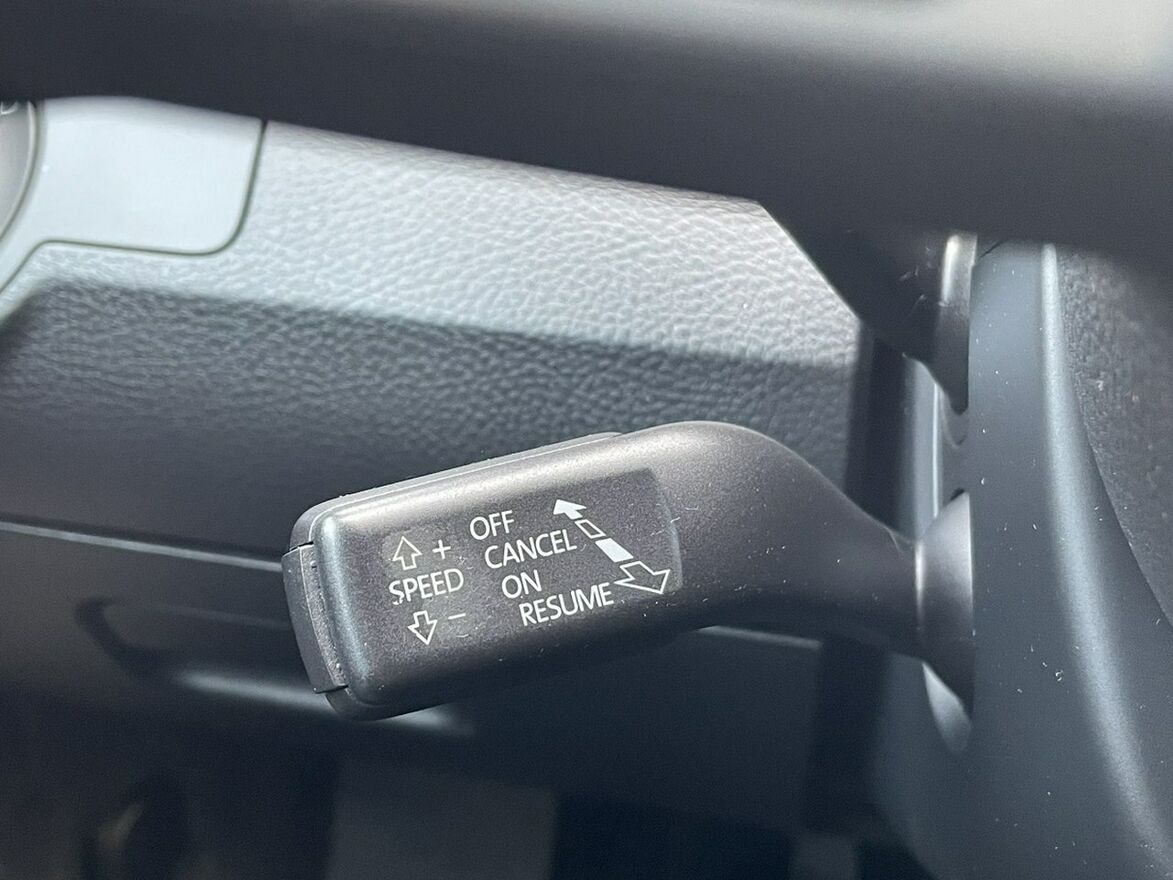 +
SPEED
−
OFF
CANCEL
ON
RESUME